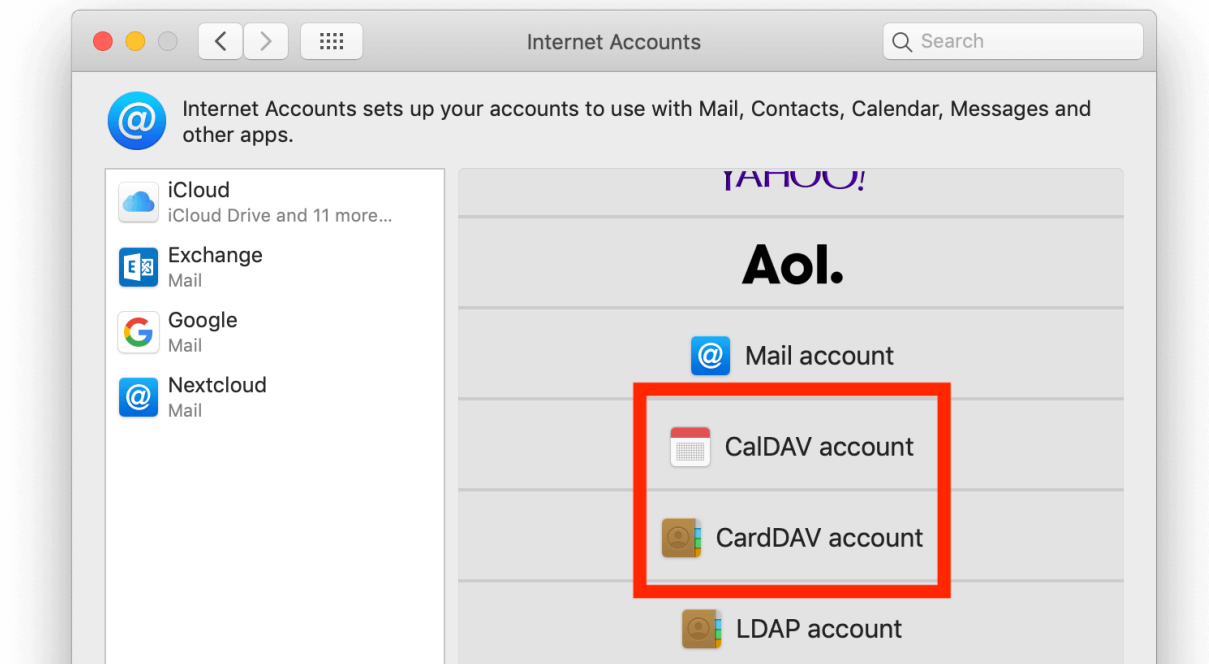 Internet Accounts
Search
Internet Accounts sets up your accounts to use with Mail, Contacts, Calendar, Messages and
other apps.
iCloud
iCloud Drive and 11 more...
Exchange
Mail
Google
Mail
Nextcloud
Mail
YAHOO!
Aol.
Mail account
CalDAV account
CardDAV account
LDAP account